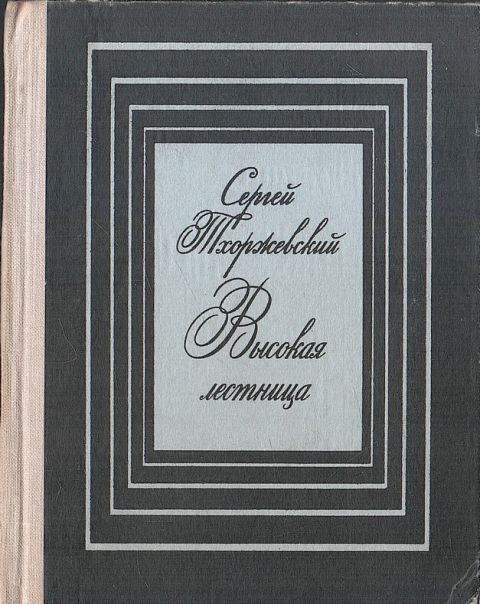 Сергей
Тхоржевский
Высокая
лестница